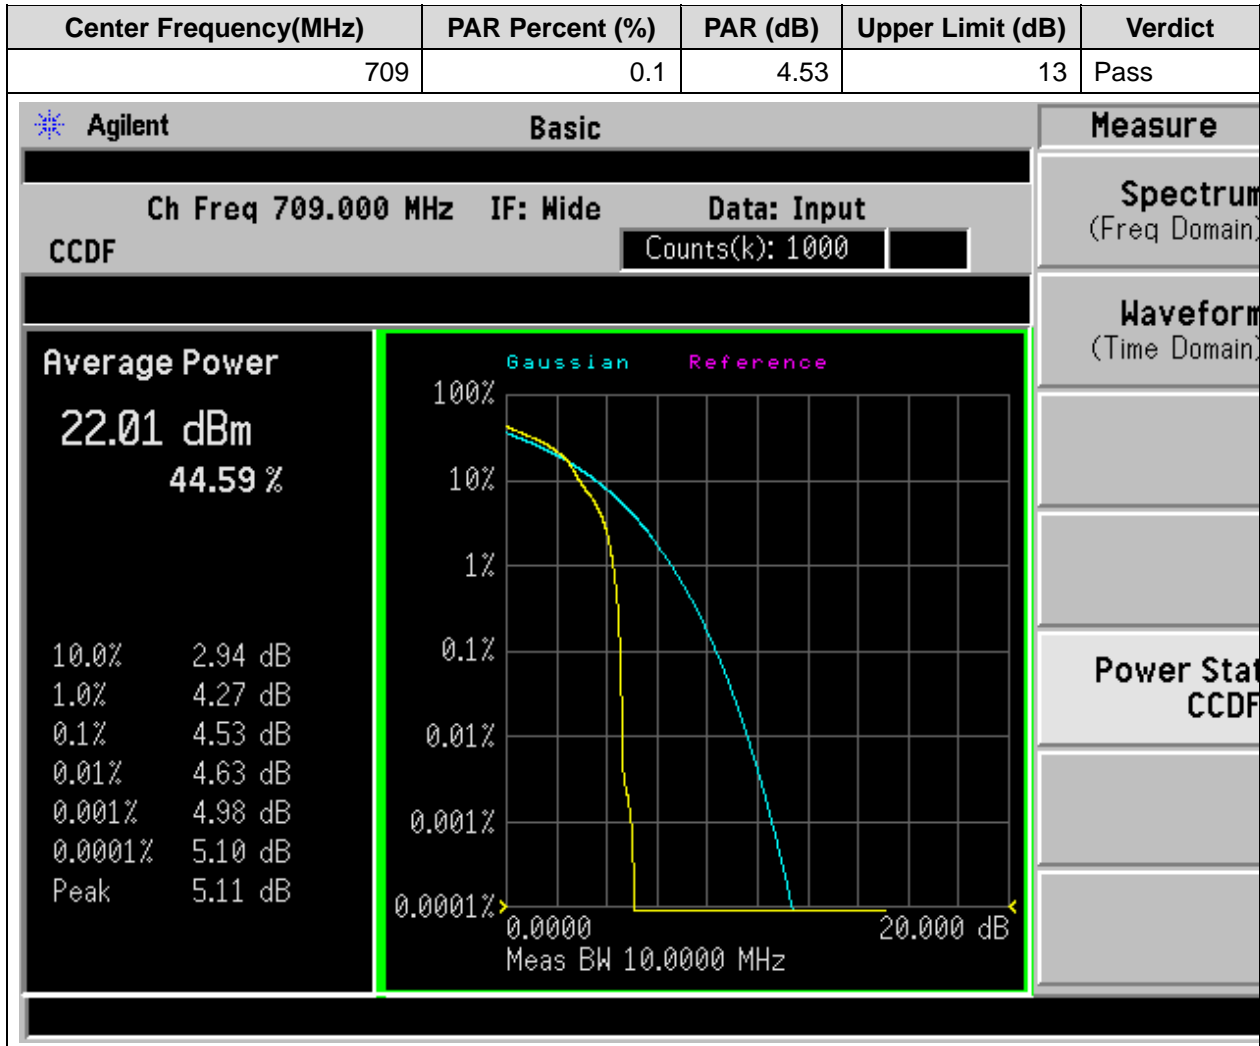 Center Frequency(MHz) PAR Percent (%) PAR (dB) Upper Limit (dB) Verdict
709 0.1 4.53 13 Pass
Agilent Basic Measure
Ch Freq 709.000 MHz IF: Wide Data: Input
CCDF Counts(k): 1000
Spectrum
(Freq Domain)
Waveform
(Time Domain)
Power Stat
CCDF
Average Power
22.01 dBm
44.59 %
10.0% 2.94 dB
1.0% 4.27 dB
0.1% 4.53 dB
0.01% 4.63 dB
0.001% 4.98 dB
0.0001% 5.10 dB
Peak 5.11 dB
Gaussian Reference
100%
10%
1%
0.1%
0.01%
0.001%
0.0001%
0.0000 20.000 dB
Meas BW 10.0000 MHz